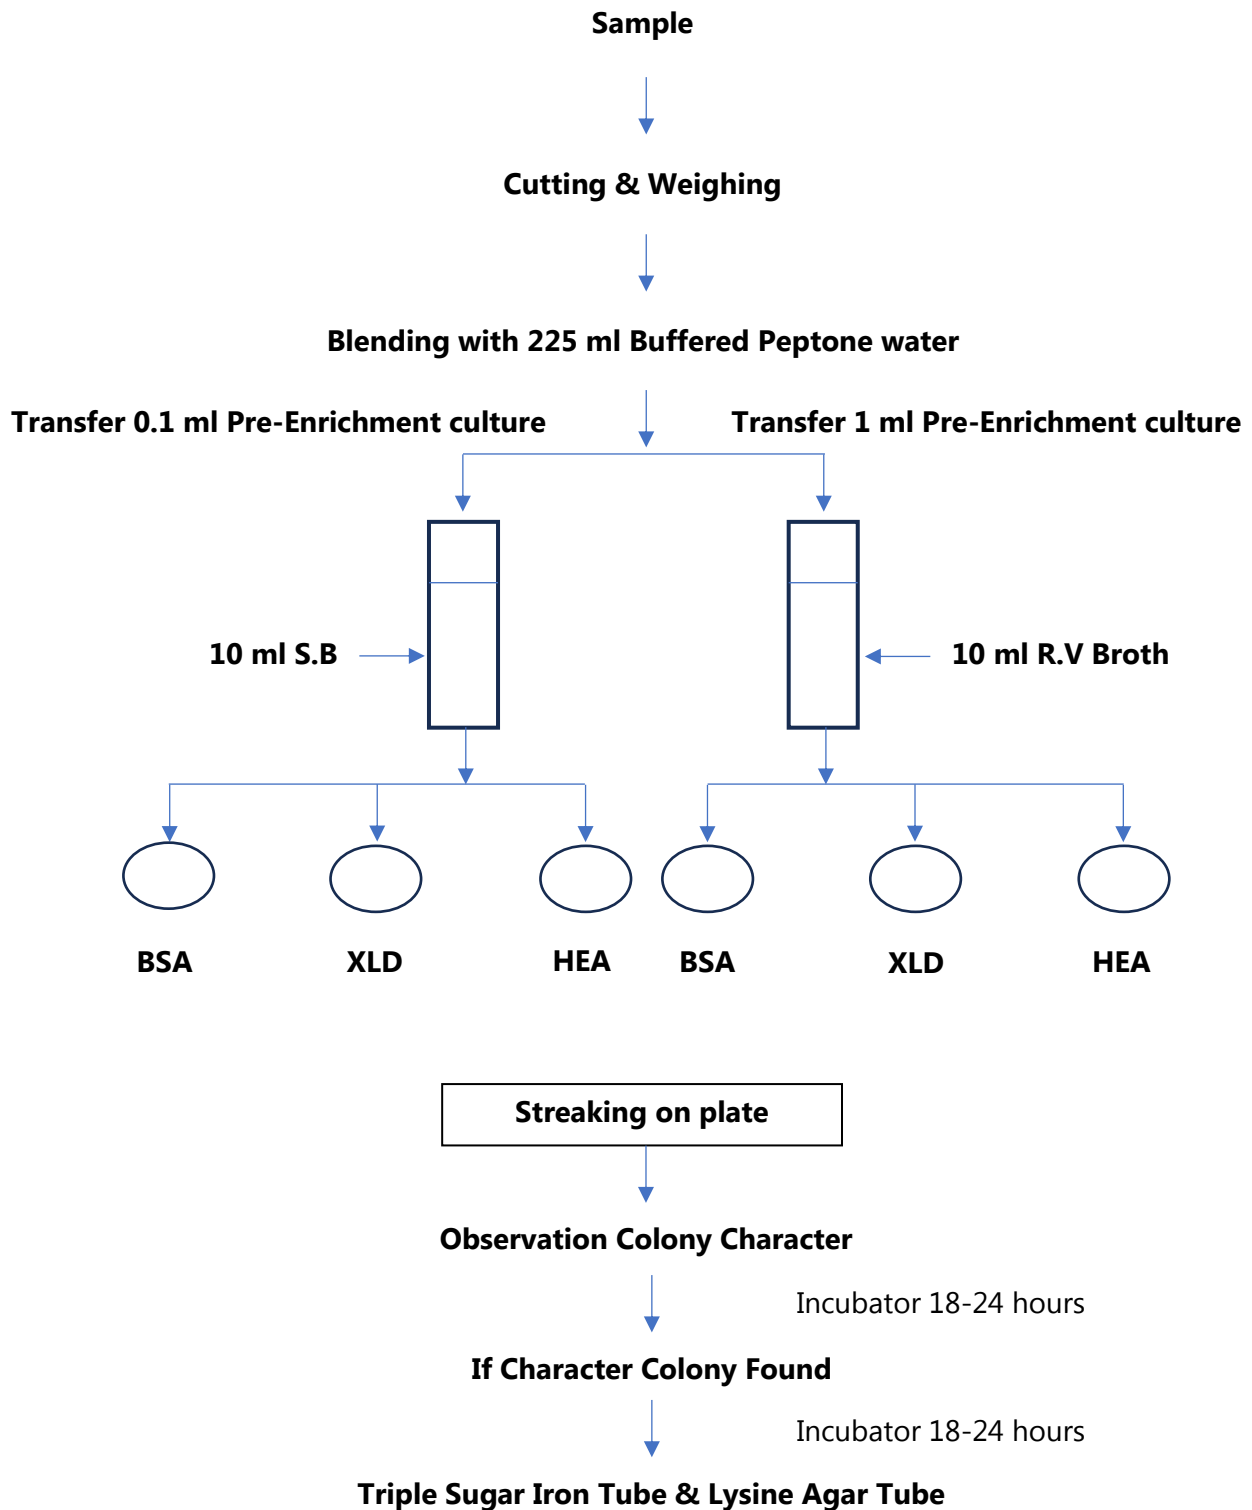 Sample
Cutting & Weighing
Blending with 225 ml Buffered Peptone water
Transfer 0.1 ml Pre-Enrichment culture
Transfer 1 ml Pre-Enrichment culture
10 ml S.B
10 ml R.V Broth
BSA
XLD
HEA
BSA
XLD
HEA
Streaking on plate
Observation Colony Character
Incubator 18-24 hours
If Character Colony Found
Incubator 18-24 hours
Triple Sugar Iron Tube & Lysine Agar Tube